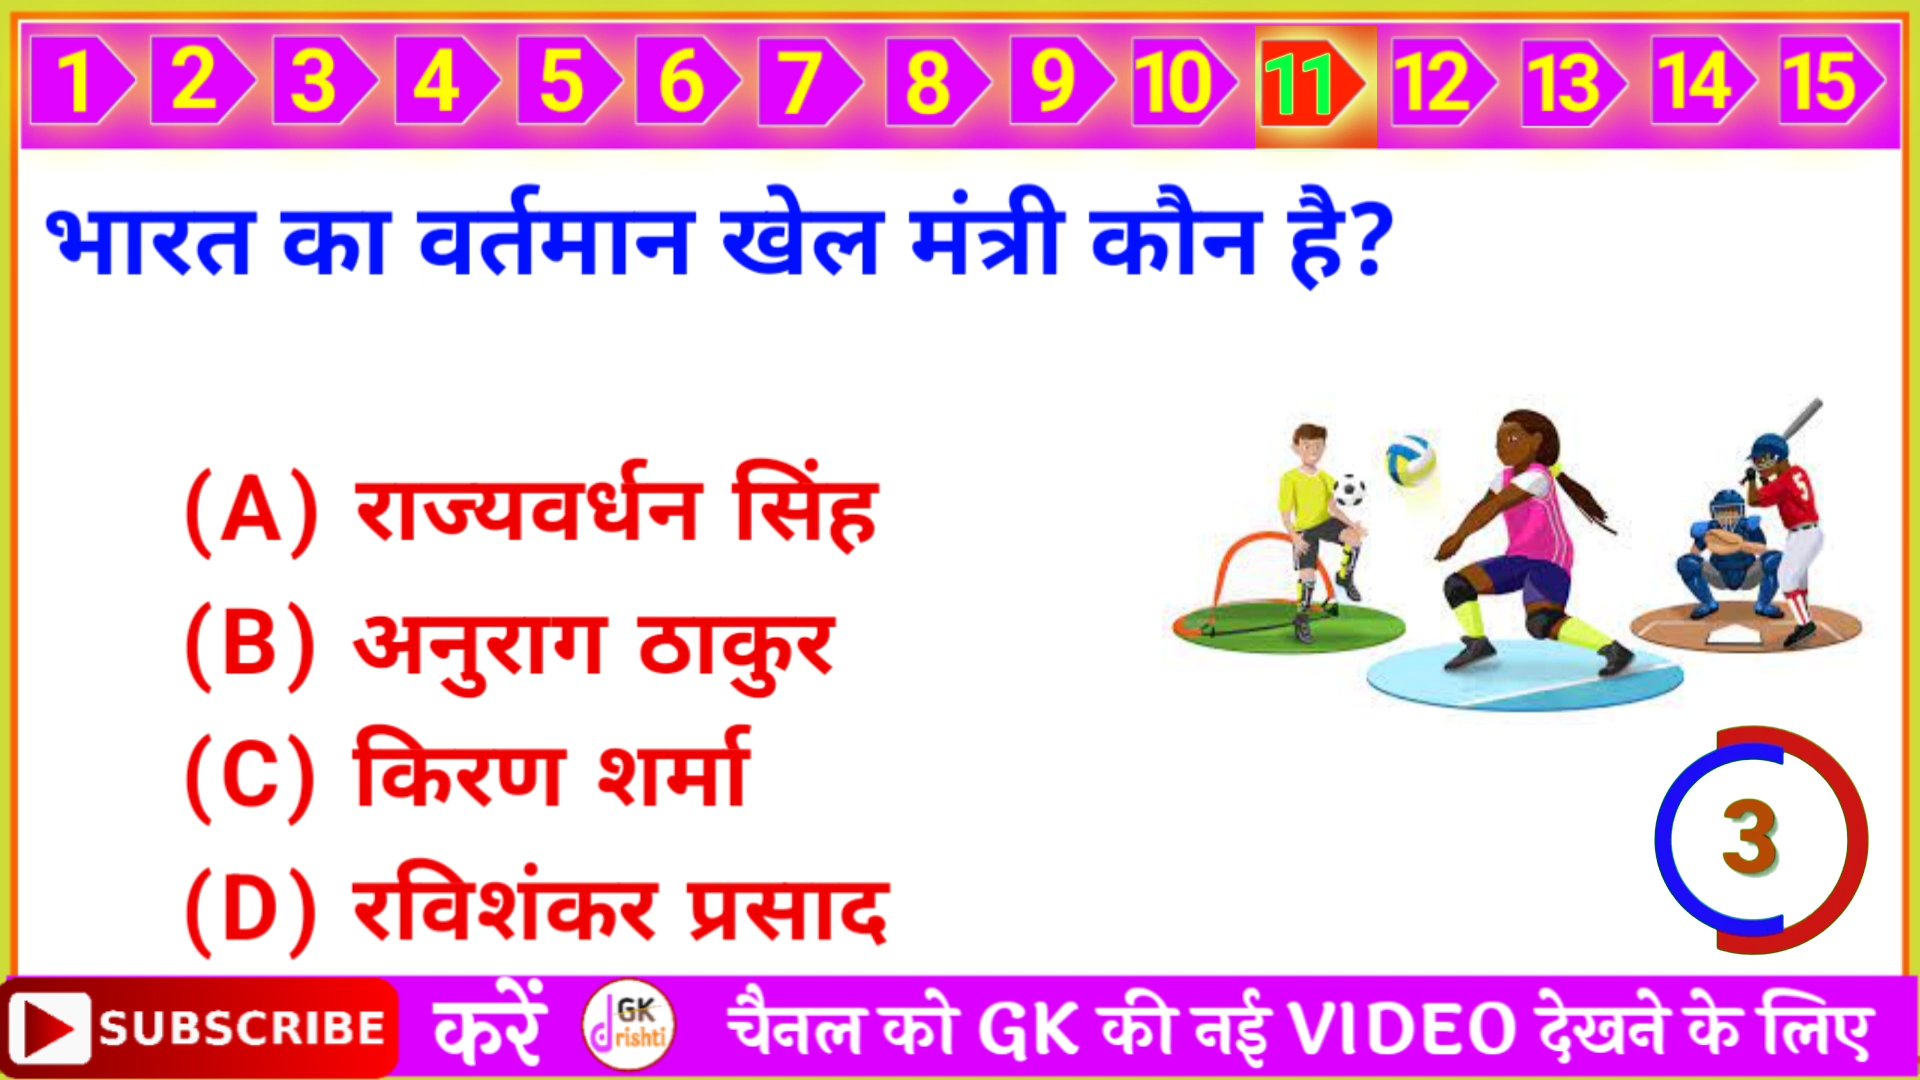 1 2 3 4 5 6 7 8 9 10 11 12 13 14 15
भारत का वर्तमान खेल मंत्री कौन है?
(A) राज्यवर्धन सिंह
(B) अनुराग ठाकुर
(C) किरण शर्मा
(D) रविशंकर प्रसाद
5
3
SUBSCRIBE करें GK drishti चैनल को GK की नई VIDEO देखने के लिए